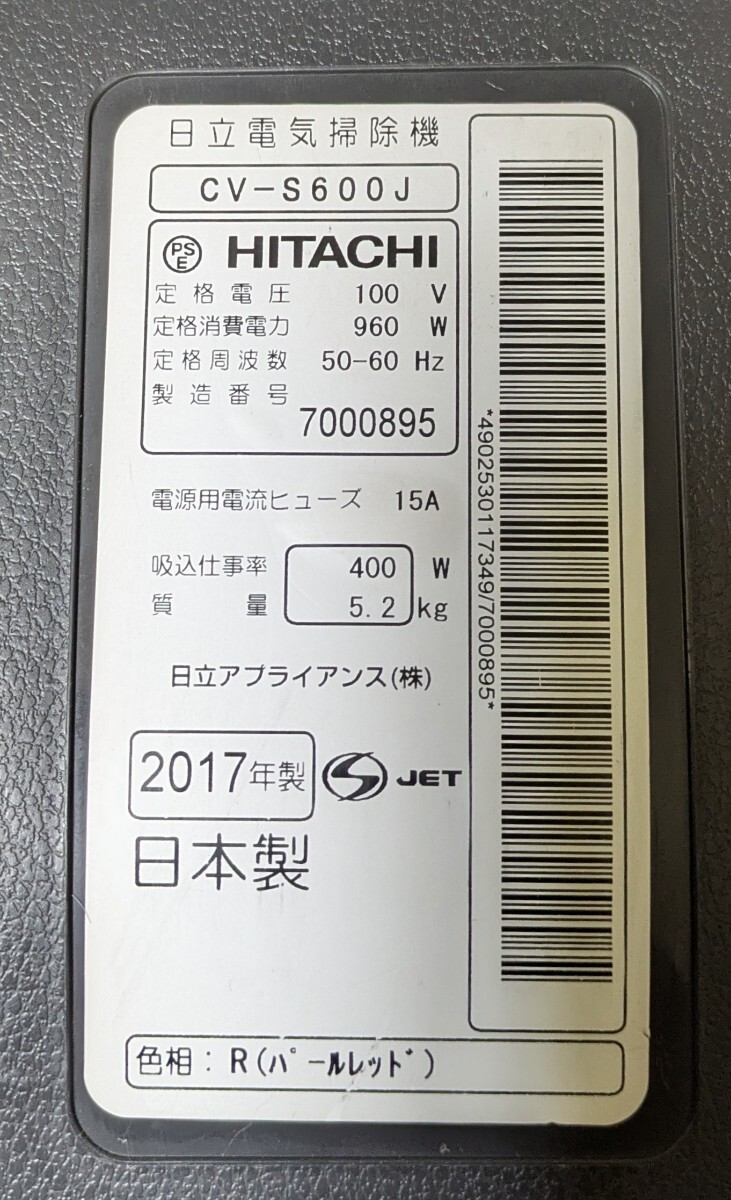 日立電気掃除機
CV-S600J
PS
E
HITACHI
定格電圧 100 V
定格消費電力 960 W
定格周波数 50-60 Hz
製造番号
7000895
電源用電流ヒューズ 15A
吸込仕事率 400 W
質量 5.2 kg
日立アプライアンス(株)
2017年製
S JET
日本製
*4902530117349/7000895*
色相：R(ﾊﾟｰﾙﾚｯﾄﾞ)